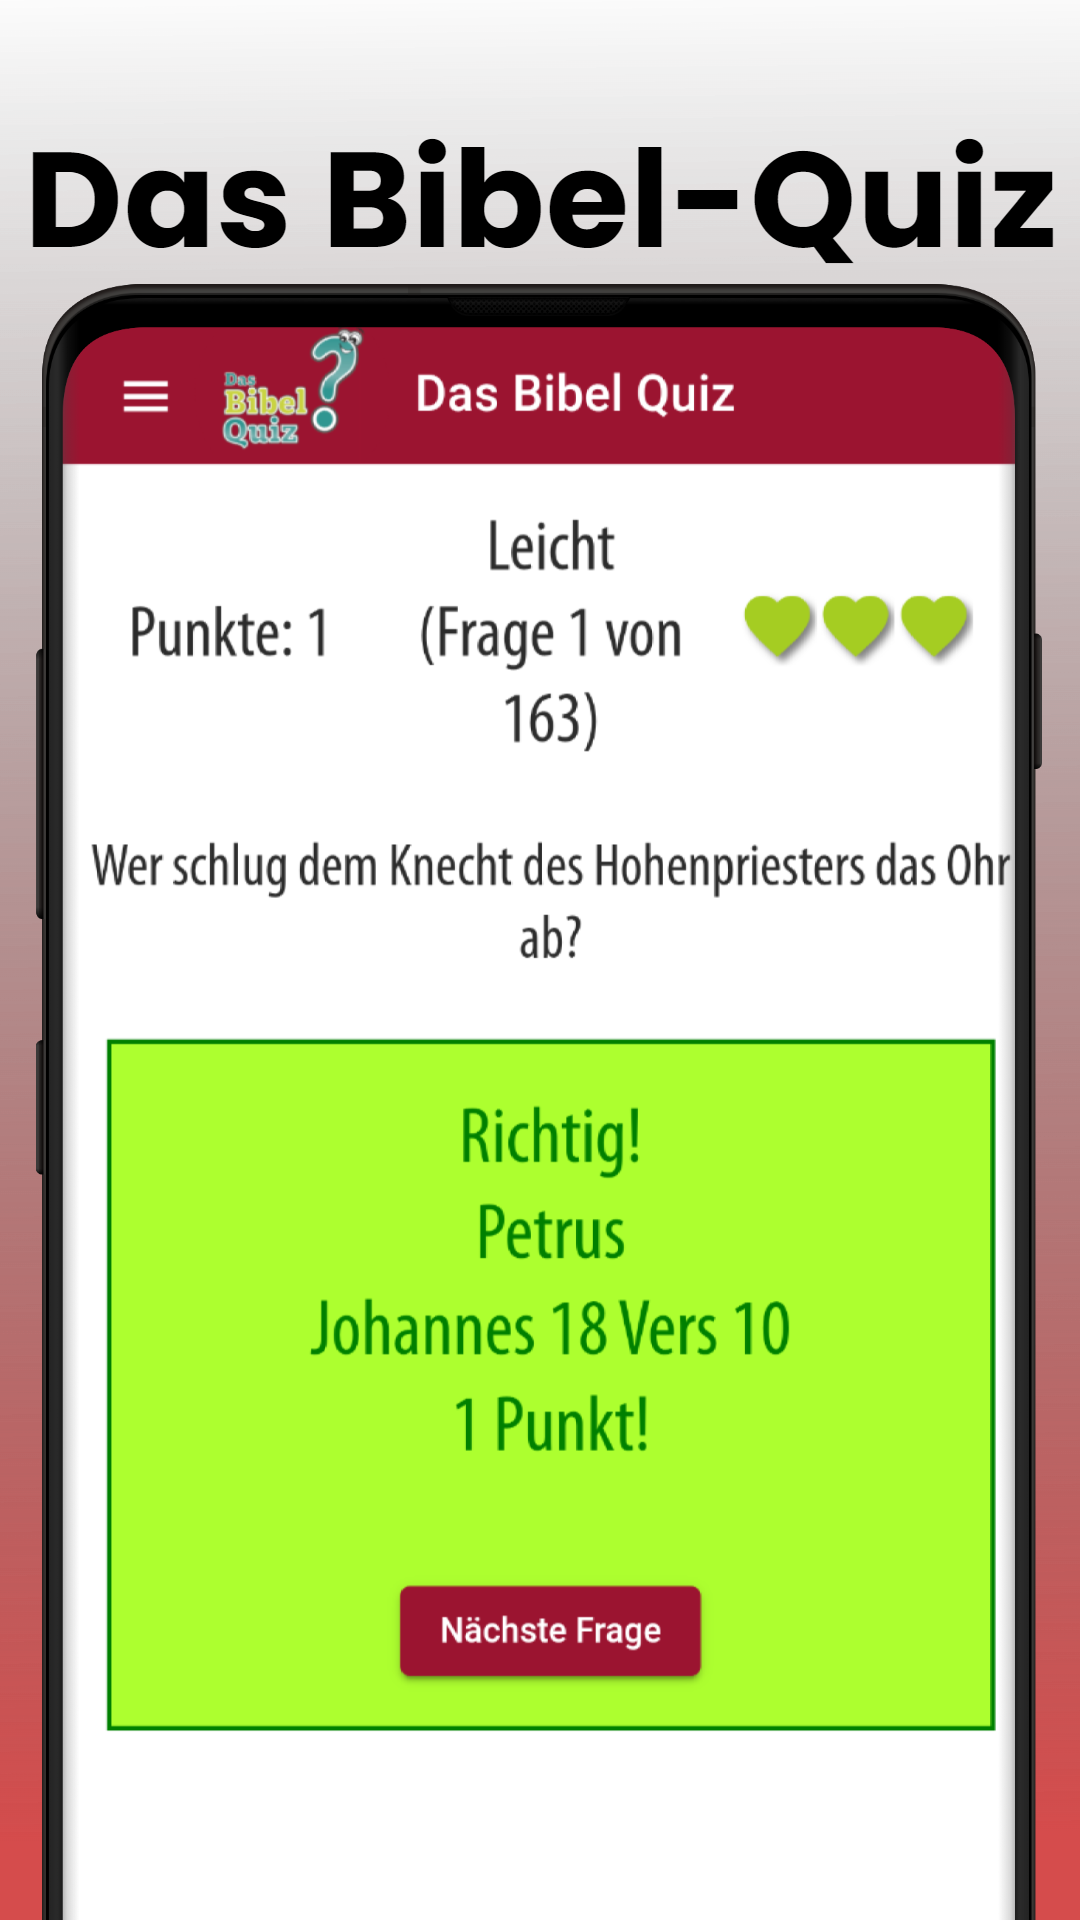 Das Bibel-Quiz
Das
Bibel
Quiz
Das Bibel Quiz
Leicht
Punkte: 1
(Frage 1 von
163)
Wer schlug dem Knecht des Hohenpriesters das Ohr
ab?
Richtig!
Petrus
Johannes 18 Vers 10
1 Punkt!
Nächste Frage